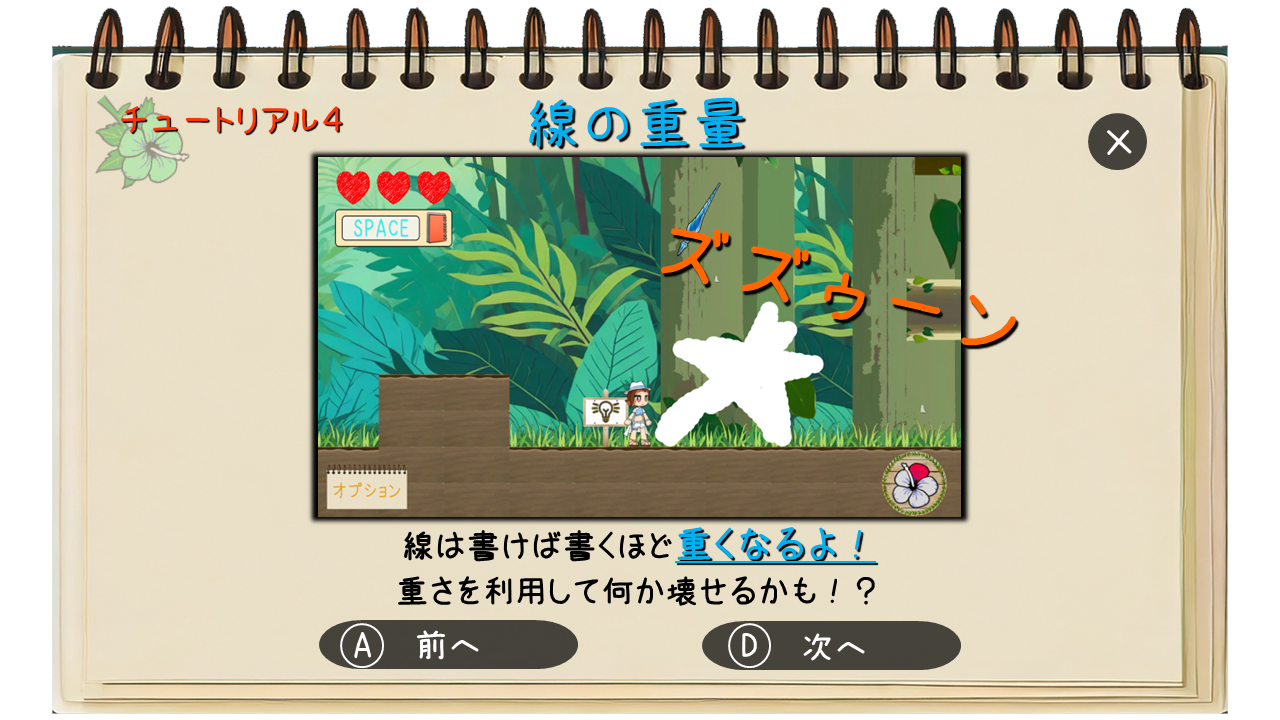 チュートリアル4
線の重量
SPACE
ズズゥーン
オプション
線は書けば書くほど重くなるよ！
重さを利用して何か壊せるかも！？
A 前へ
D 次へ